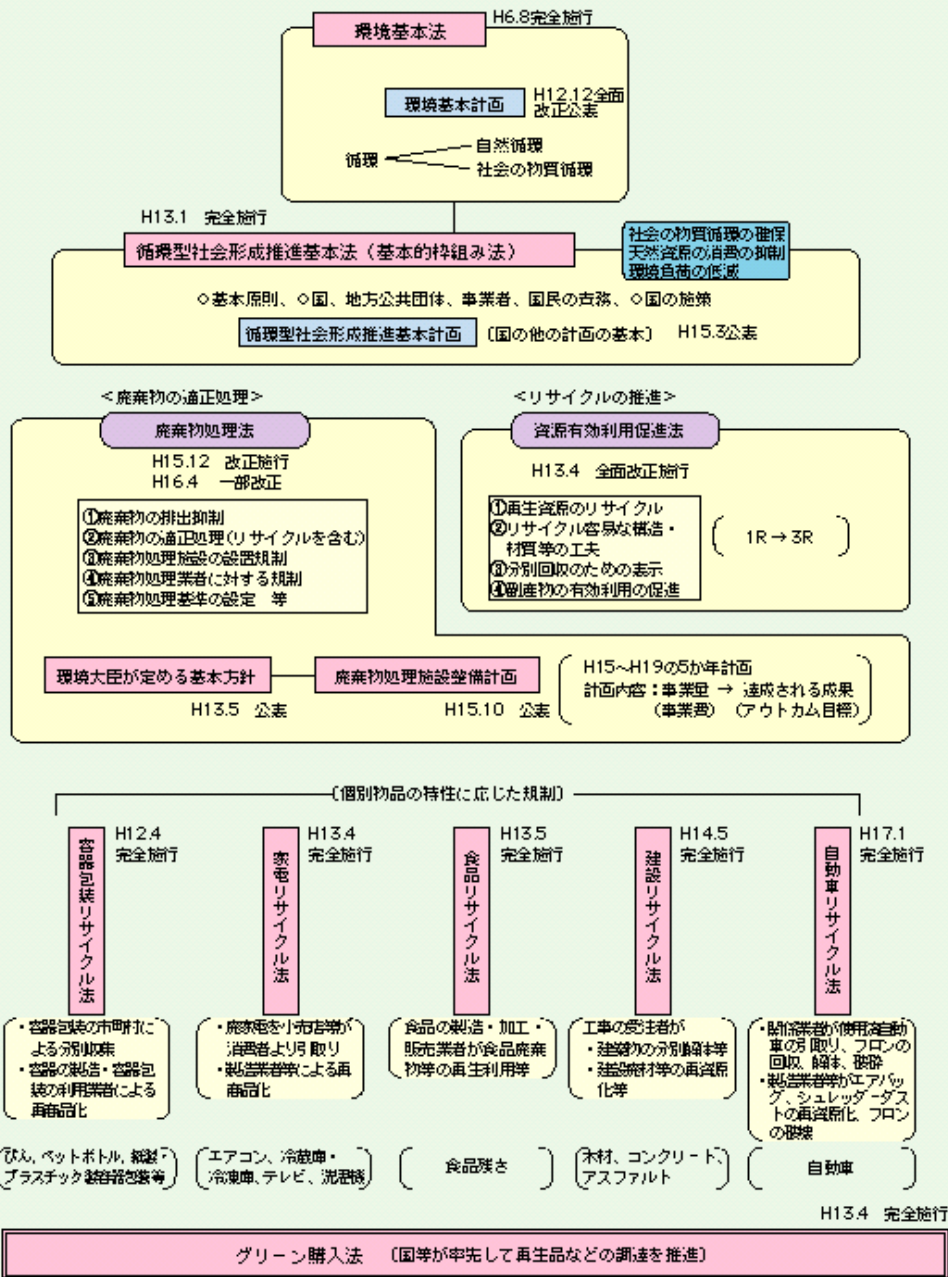 環境基本法
H6.8完全施行
環境基本計画
H12.12全面
改正公表
循環
自然循環
社会の物質循環
H13.1 完全施行
循環型社会形成推進基本法(基本的枠組み法)
社会の物質循環の確保
天然資源の消費の抑制
環境負荷の低減
○基本原則、○国、地方公共団体、事業者、国民の責務、○国の施策
循環型社会形成推進基本計画
〔国の他の計画の基本〕
H15.3公表
<廃棄物の適正処理>
廃棄物処理法
H15.12 改正施行
H16.4 一部改正
①廃棄物の排出抑制
②廃棄物の適正処理(リサイクルを含む)
③廃棄物処理施設の設置規制
④廃棄物処理業者に対する規制
⑤廃棄物処理基準の設定 等
<リサイクルの推進>
資源有効利用促進法
H13.4 全面改正施行
①再生資源のリサイクル
②リサイクル容易な構造・
材質等の工夫
③分別回収のための表示
④副産物の有効利用の促進
(1R→3R)
環境大臣が定める基本方針
H13.5 公表
廃棄物処理施設整備計画
H15.10 公表
H15~H19の5か年計画
計画内容:事業量 → 達成される成果
(事業費) (アウトカム目標)
〔個別物品の特性に応じた規制〕
容器包装リサイクル法
H12.4
完全施行
・容器包装の市町村に
よる分別収集
・容器の製造・容器包
装の利用業者による
再商品化
びん、ペットボトル、紙製・
プラスチック製容器包装等
家電リサイクル法
H13.4
完全施行
・廃家電を小売店等が
消費者より引取り
・製造業者等による再
商品化
エアコン、冷蔵庫・
冷凍庫、テレビ、洗濯機
食品リサイクル法
H13.5
完全施行
食品の製造・加工・
販売業者が食品廃棄
物等の再生利用等
食品残さ
建設リサイクル法
H14.5
完全施行
工事の受注者が
・建築物の分別解体等
・建設廃材等の再資源
化等
木材、コンクリート、
アスファルト
自動車リサイクル法
H17.1
完全施行
・関係業者が使用済自動
車の引取り、フロンの
回収、解体、破砕
・製造業者等がエアバッ
グ、シュレッダーダス
トの再資源化、フロン
の破壊
自動車
H13.4 完全施行
グリーン購入法 〔国等が率先して再生品などの調達を推進〕